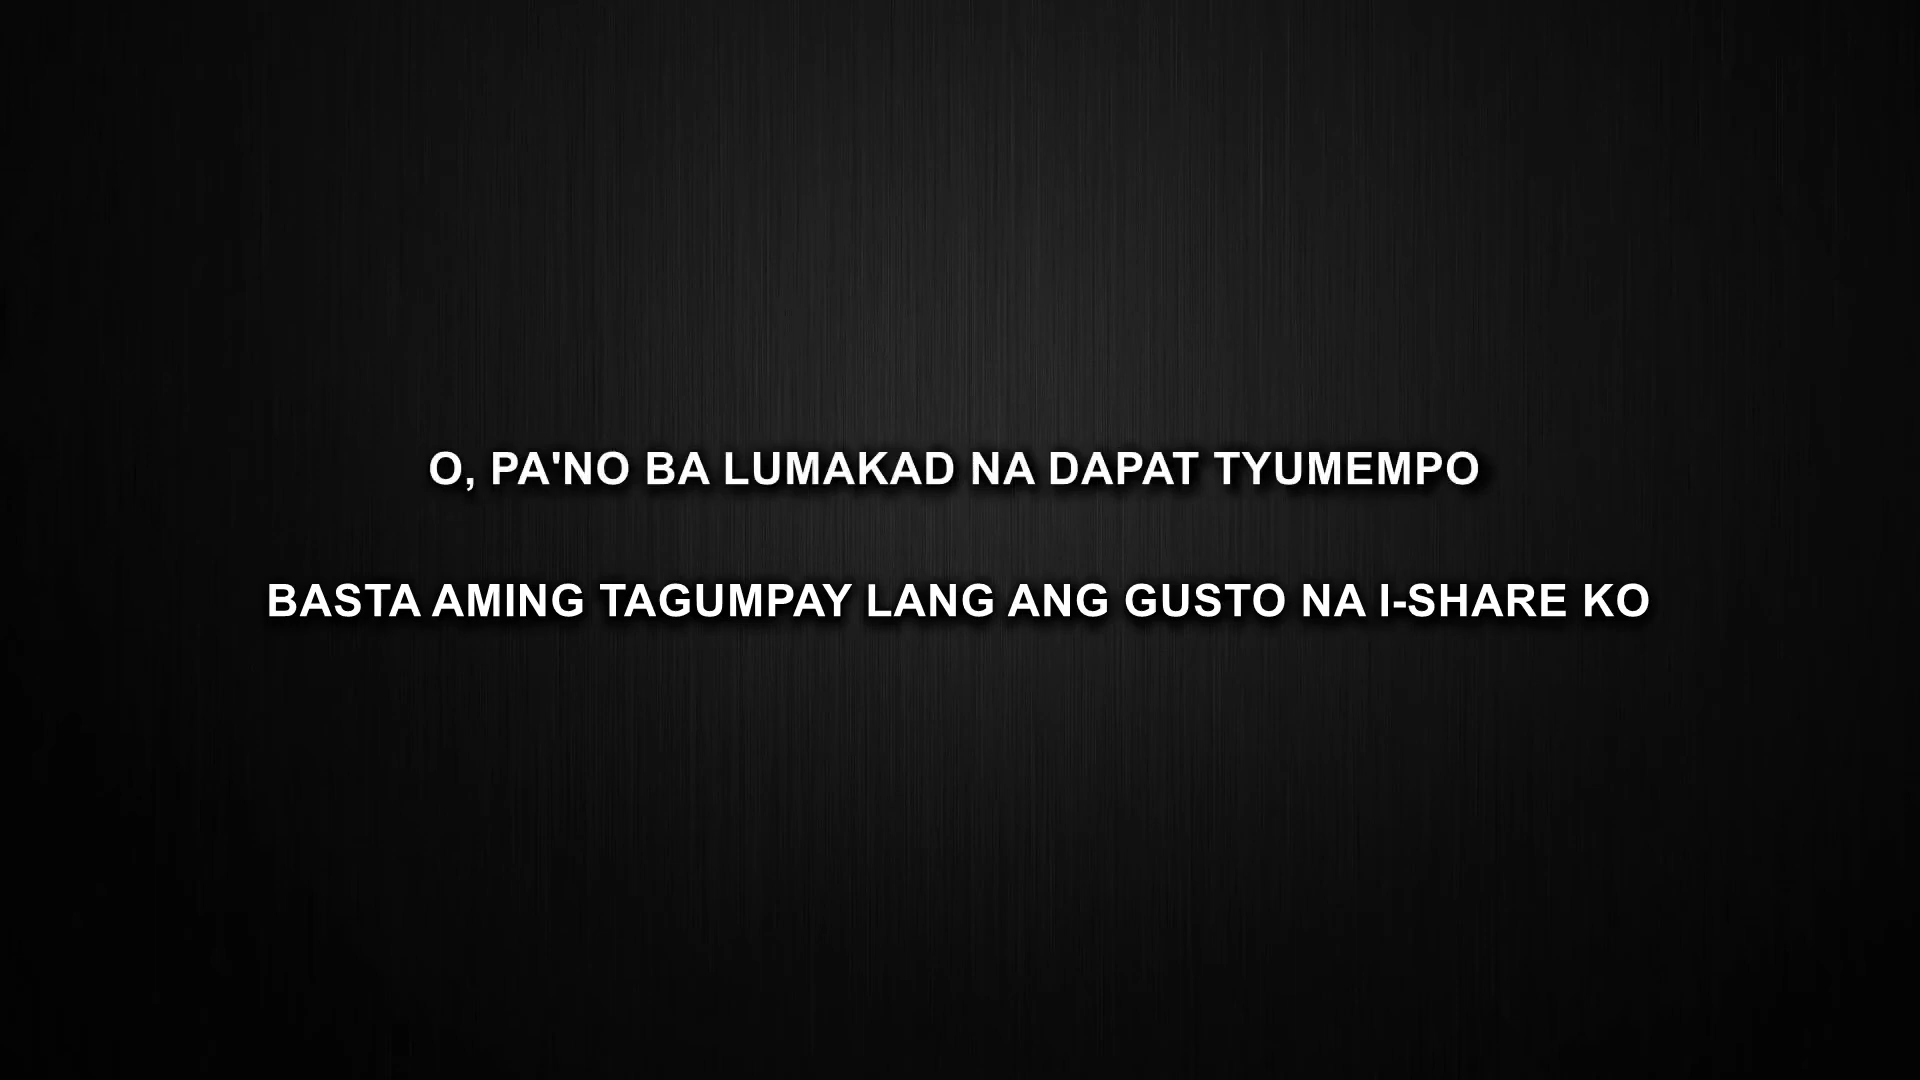 O, PA'NO BA LUMAKAD NA DAPAT TYUMEMPO
BASTA AMING TAGUMPAY LANG ANG GUSTO NA I-SHARE KO